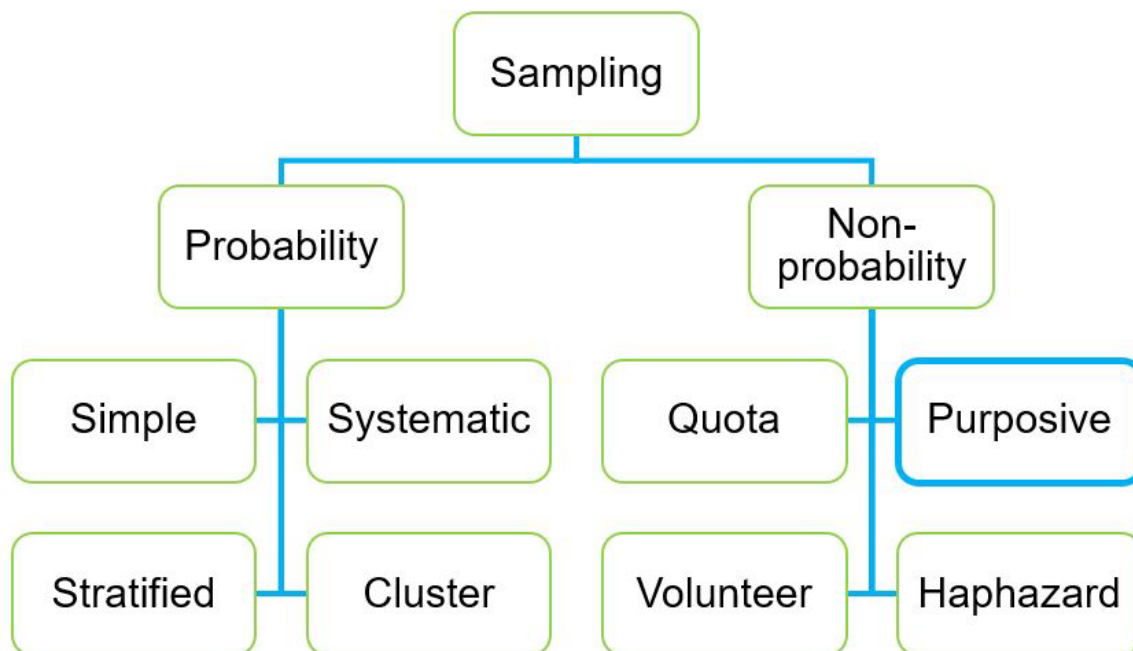 Sampling
Probability
Non-
probability
Simple
Systematic
Quota
Purposive
Stratified
Cluster
Volunteer
Haphazard